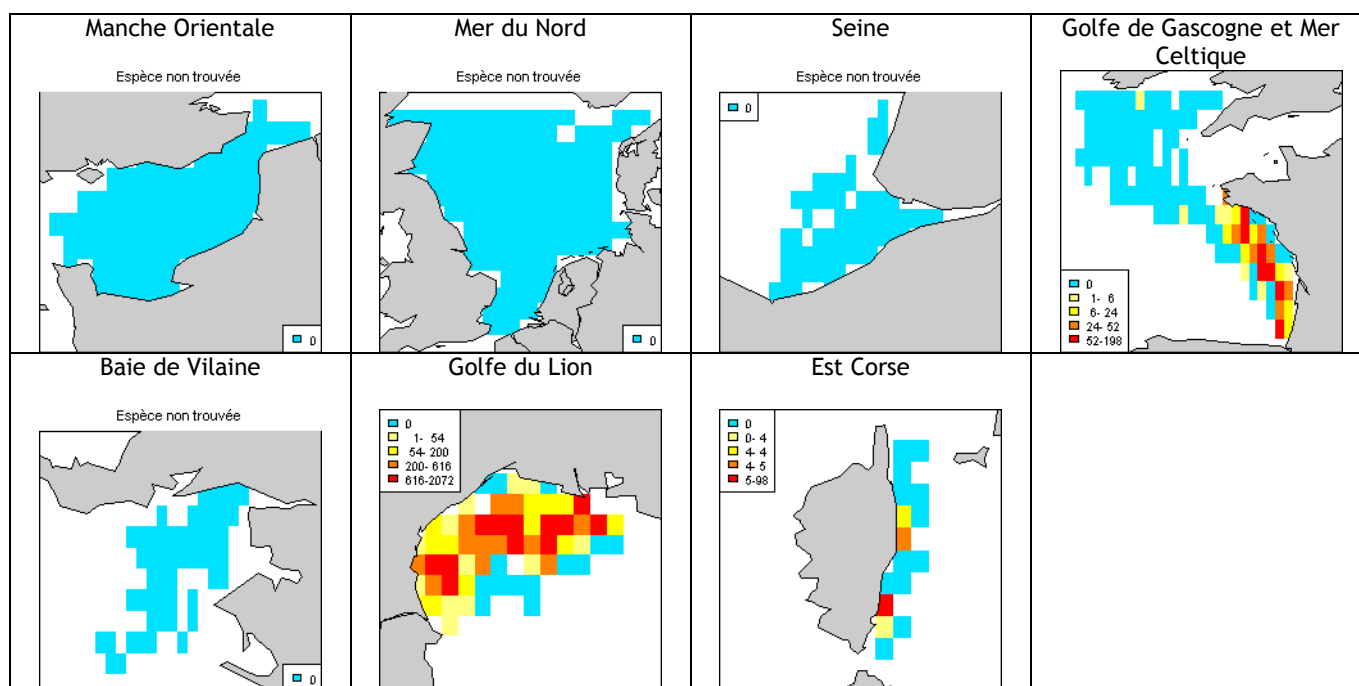 Manche Orientale
Espèce non trouvée
0
Mer du Nord
Espèce non trouvée
0
Seine
Espèce non trouvée
0
Golfe de Gascogne et Mer
Celtique
0
1- 6
6- 24
24- 52
52-198
Baie de Vilaine
Espèce non trouvée
0
Golfe du Lion
0
1- 54
54- 200
200- 616
616-2072
Est Corse
0
0- 4
4- 4
4- 5
5-98